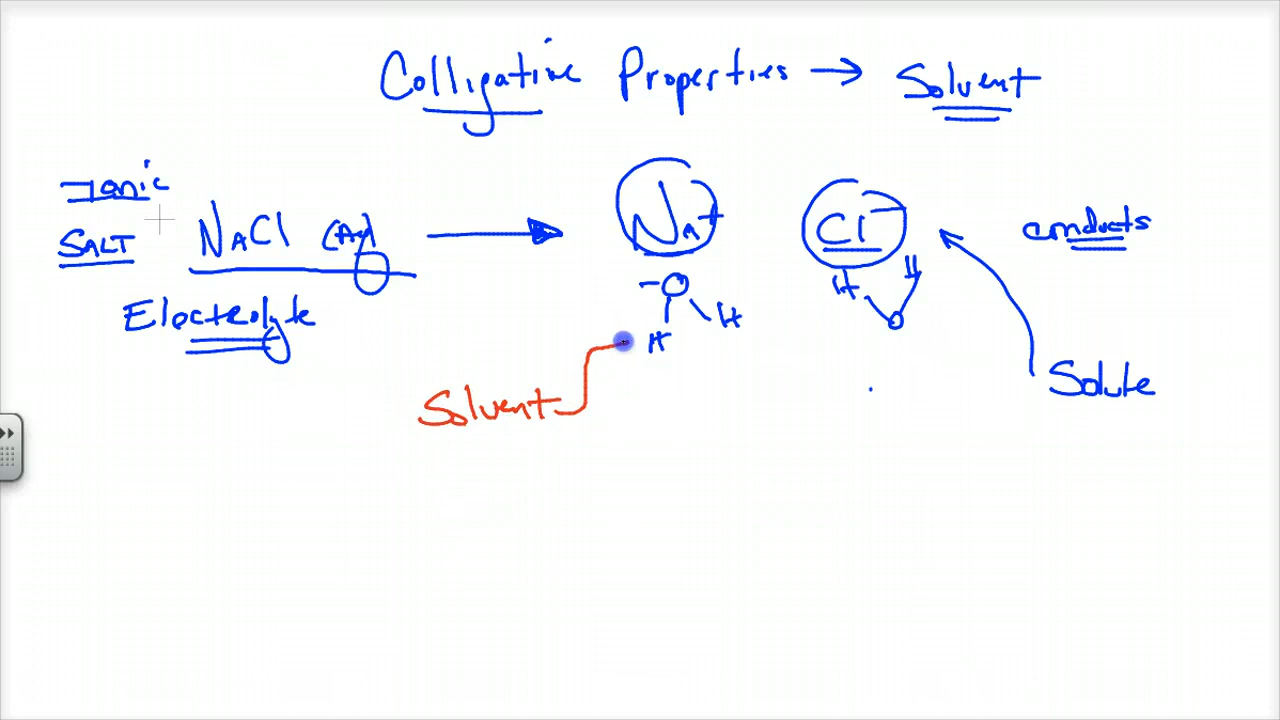 Colligative Properties → Solvent
Ionic
SALT NaCl (Aq) → Na+ Cl− conducts
Electrolyte
−O H H
H H O
Solvent
Solute